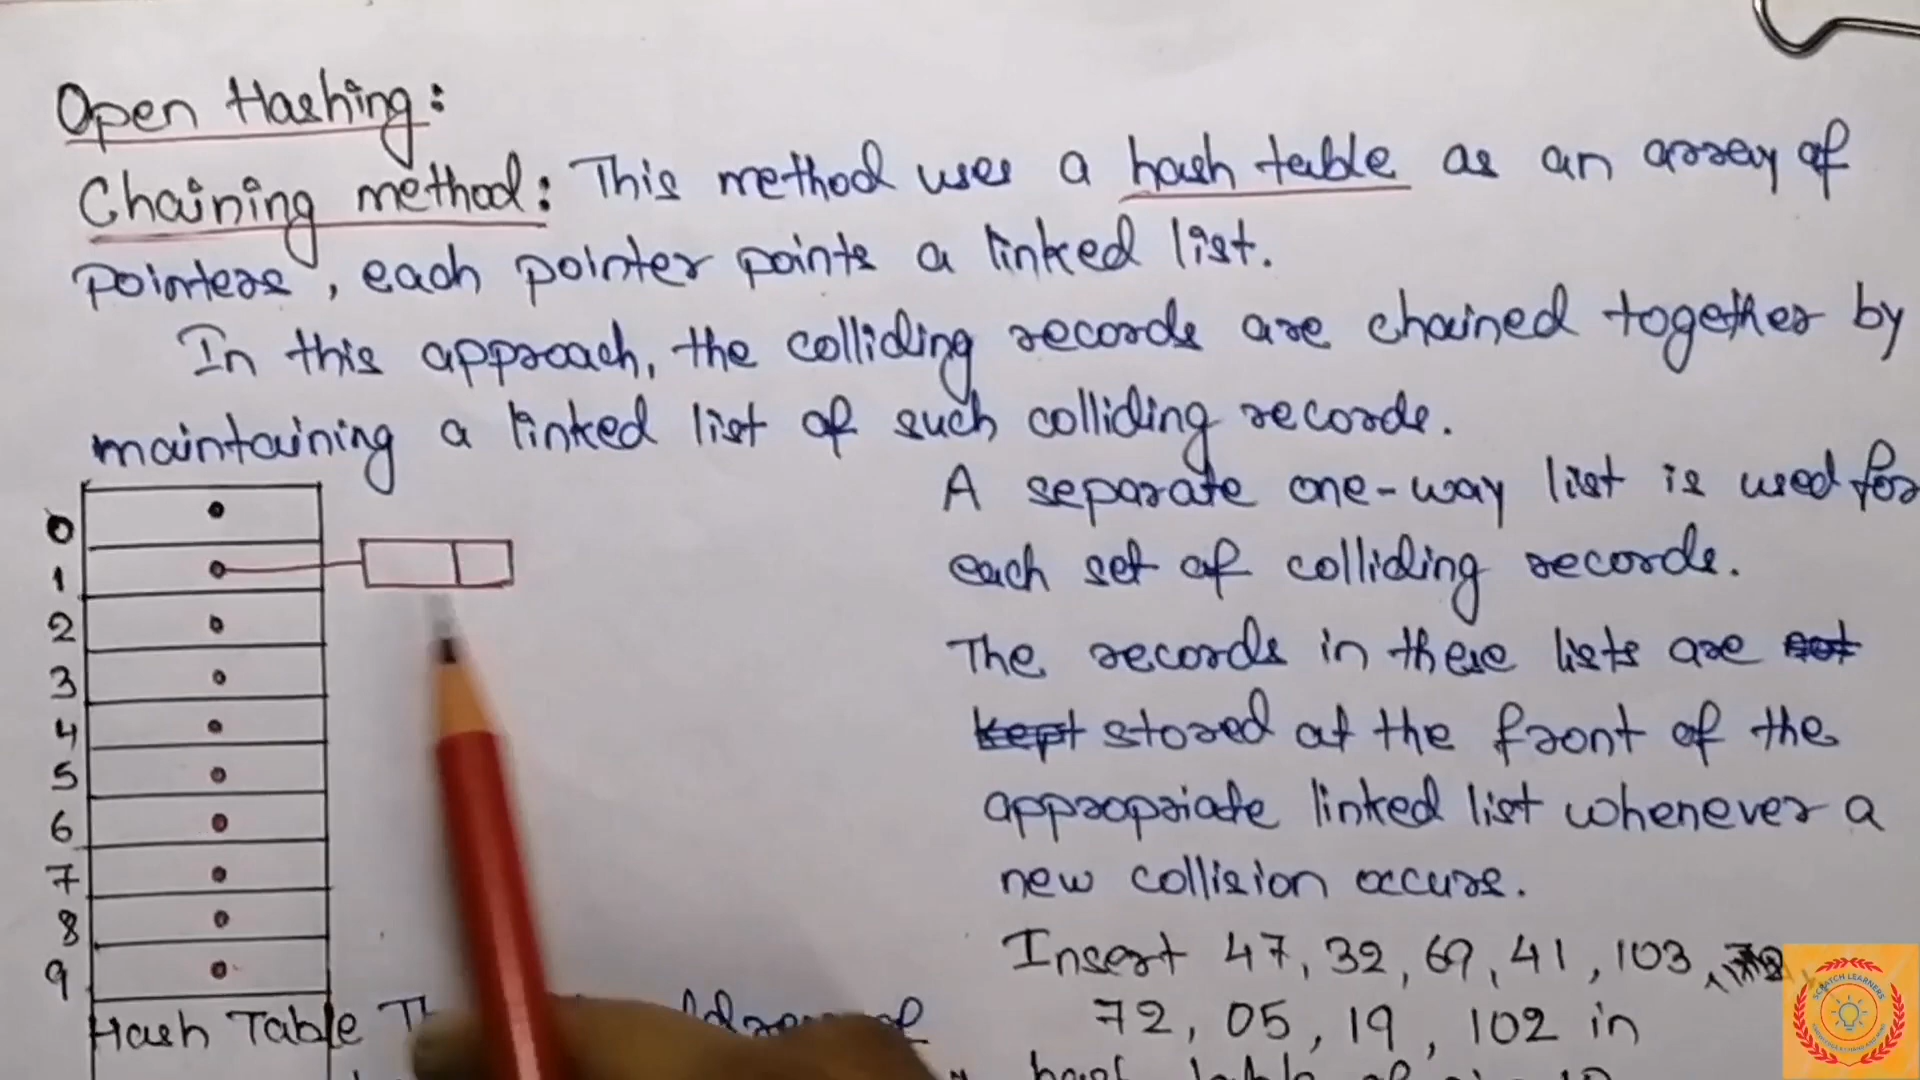 Open Hashing:
Chaining method: This method uses a hash table as an array of
pointers, each pointer points a linked list.
In this approach, the colliding records are chained together by
maintaining a linked list of such colliding records.
A separate one-way list is used for
each set of colliding records.
The records in these lists are not
kept stored at the front of the
appropriate linked list whenever a
new collision occurs.
Insert 47, 32, 69, 41, 103,
72, 05, 19, 102 in
0
1
2
3
4
5
6
7
8
9
Hash Table
SCRATCH LEARNERS